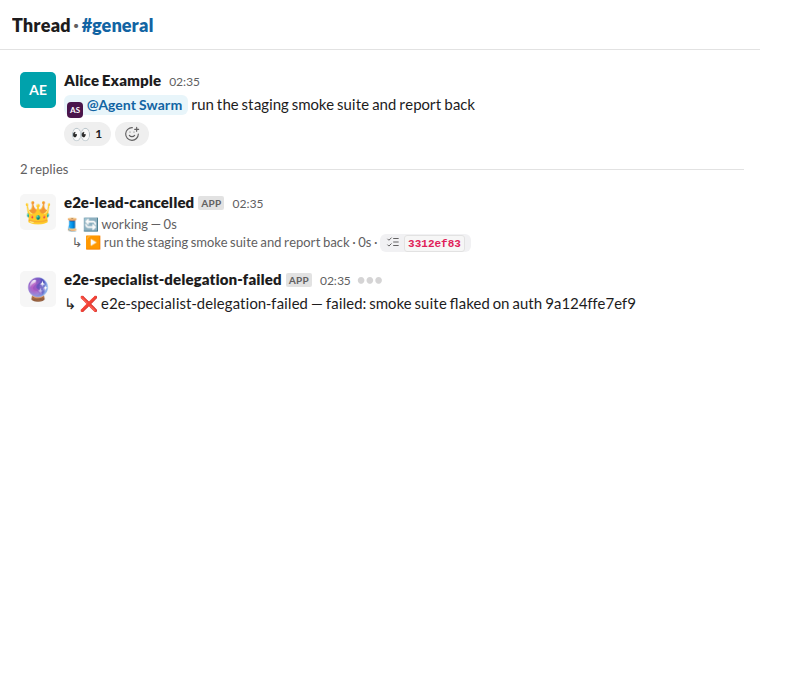 Thread • #general
AE
Alice Example 02:35
AS @Agent Swarm run the staging smoke suite and report back
👀 1
2 replies
e2e-lead-cancelled APP 02:35
🧵 🔄 working — 0s
↳ ▶️ run the staging smoke suite and report back · 0s · 3312ef83
e2e-specialist-delegation-failed APP 02:35
↳ ❌ e2e-specialist-delegation-failed — failed: smoke suite flaked on auth 9a124ffe7ef9